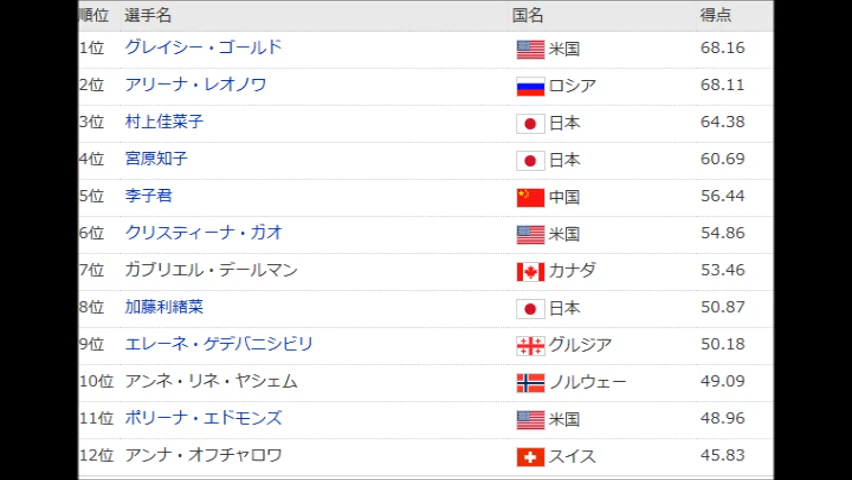 順位 選手名 国名 得点
1位 グレイシー・ゴールド 米国 68.16
2位 アリーナ・レオノワ ロシア 68.11
3位 村上佳菜子 日本 64.38
4位 宮原知子 日本 60.69
5位 李子君 中国 56.44
6位 クリスティーナ・ガオ 米国 54.86
7位 ガブリエル・デールマン カナダ 53.46
8位 加藤利緒菜 日本 50.87
9位 エレーネ・ゲデバニシビリ グルジア 50.18
10位 アンネ・リネ・ヤシェム ノルウェー 49.09
11位 ポリーナ・エドモンズ 米国 48.96
12位 アンナ・オフチャロワ スイス 45.83